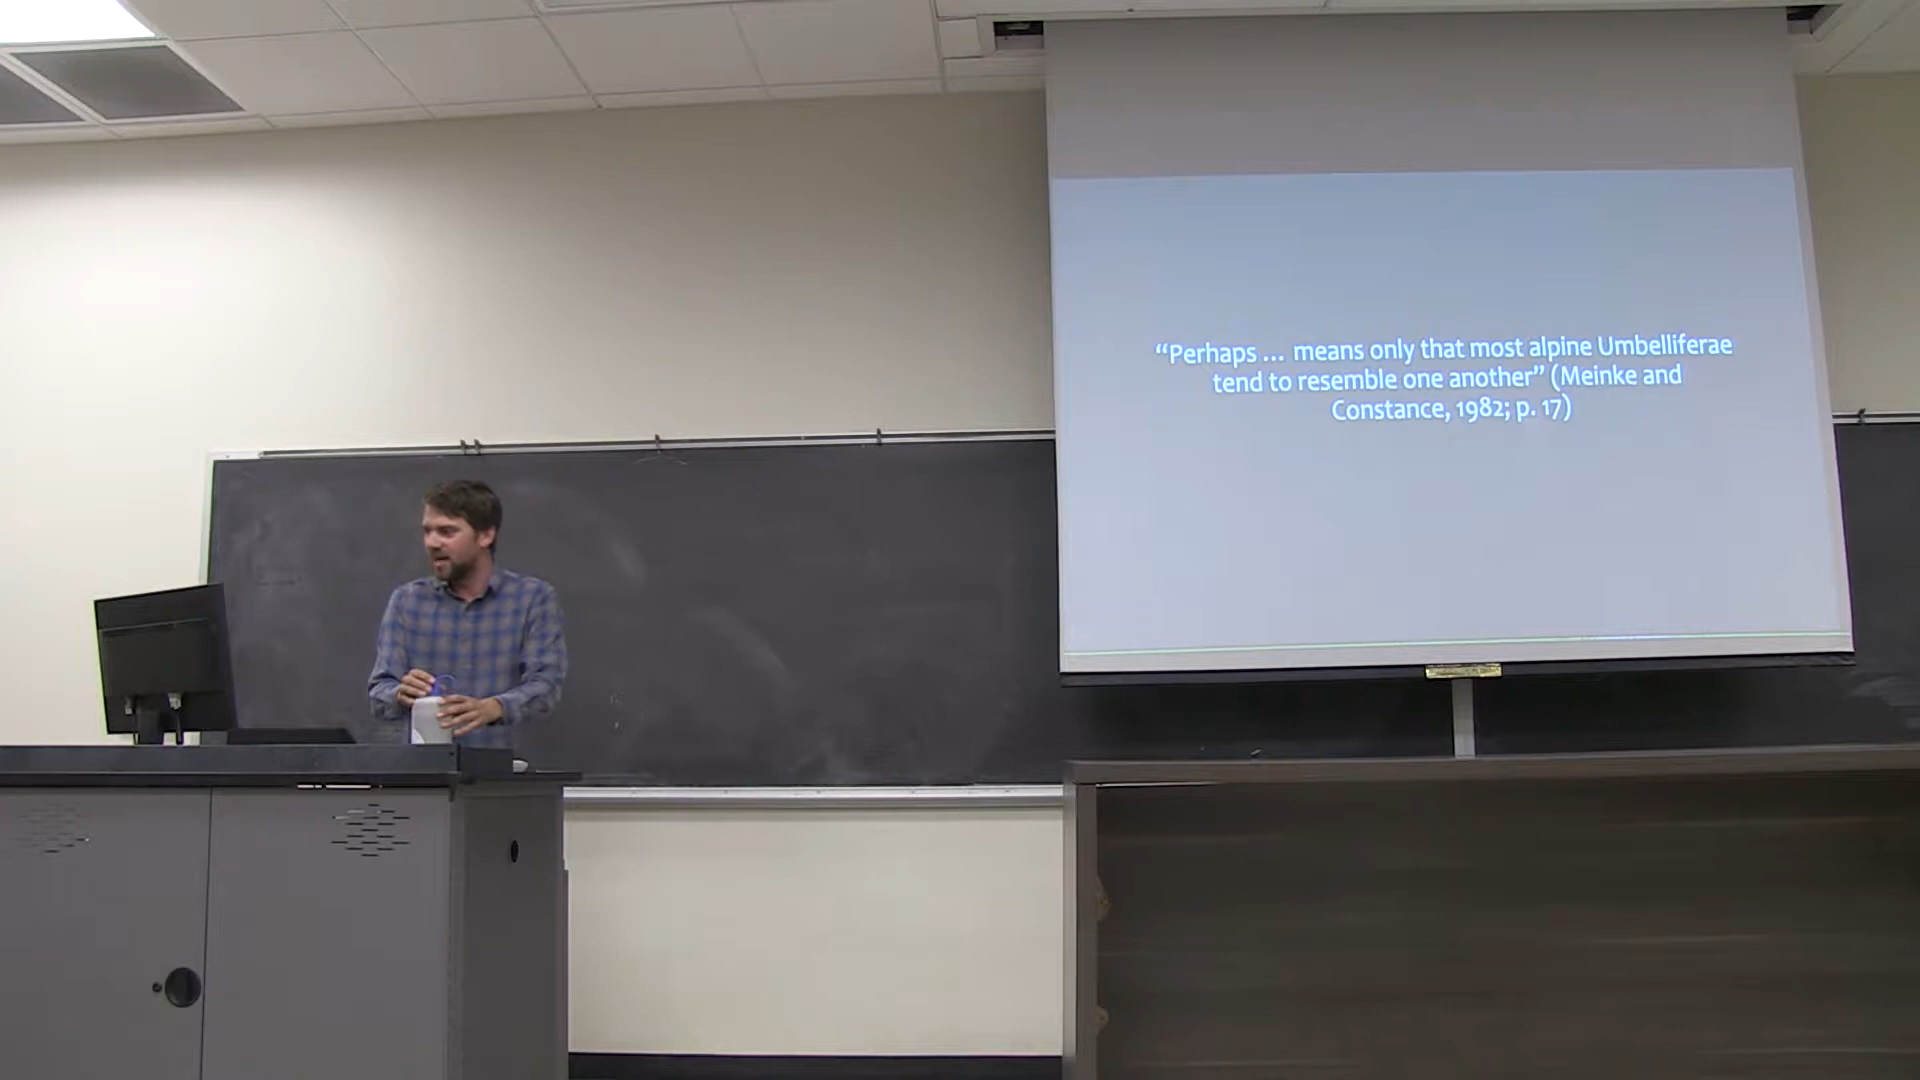 “Perhaps ... means only that most alpine Umbelliferae
tend to resemble one another” (Meinke and
Constance, 1982; p. 17)